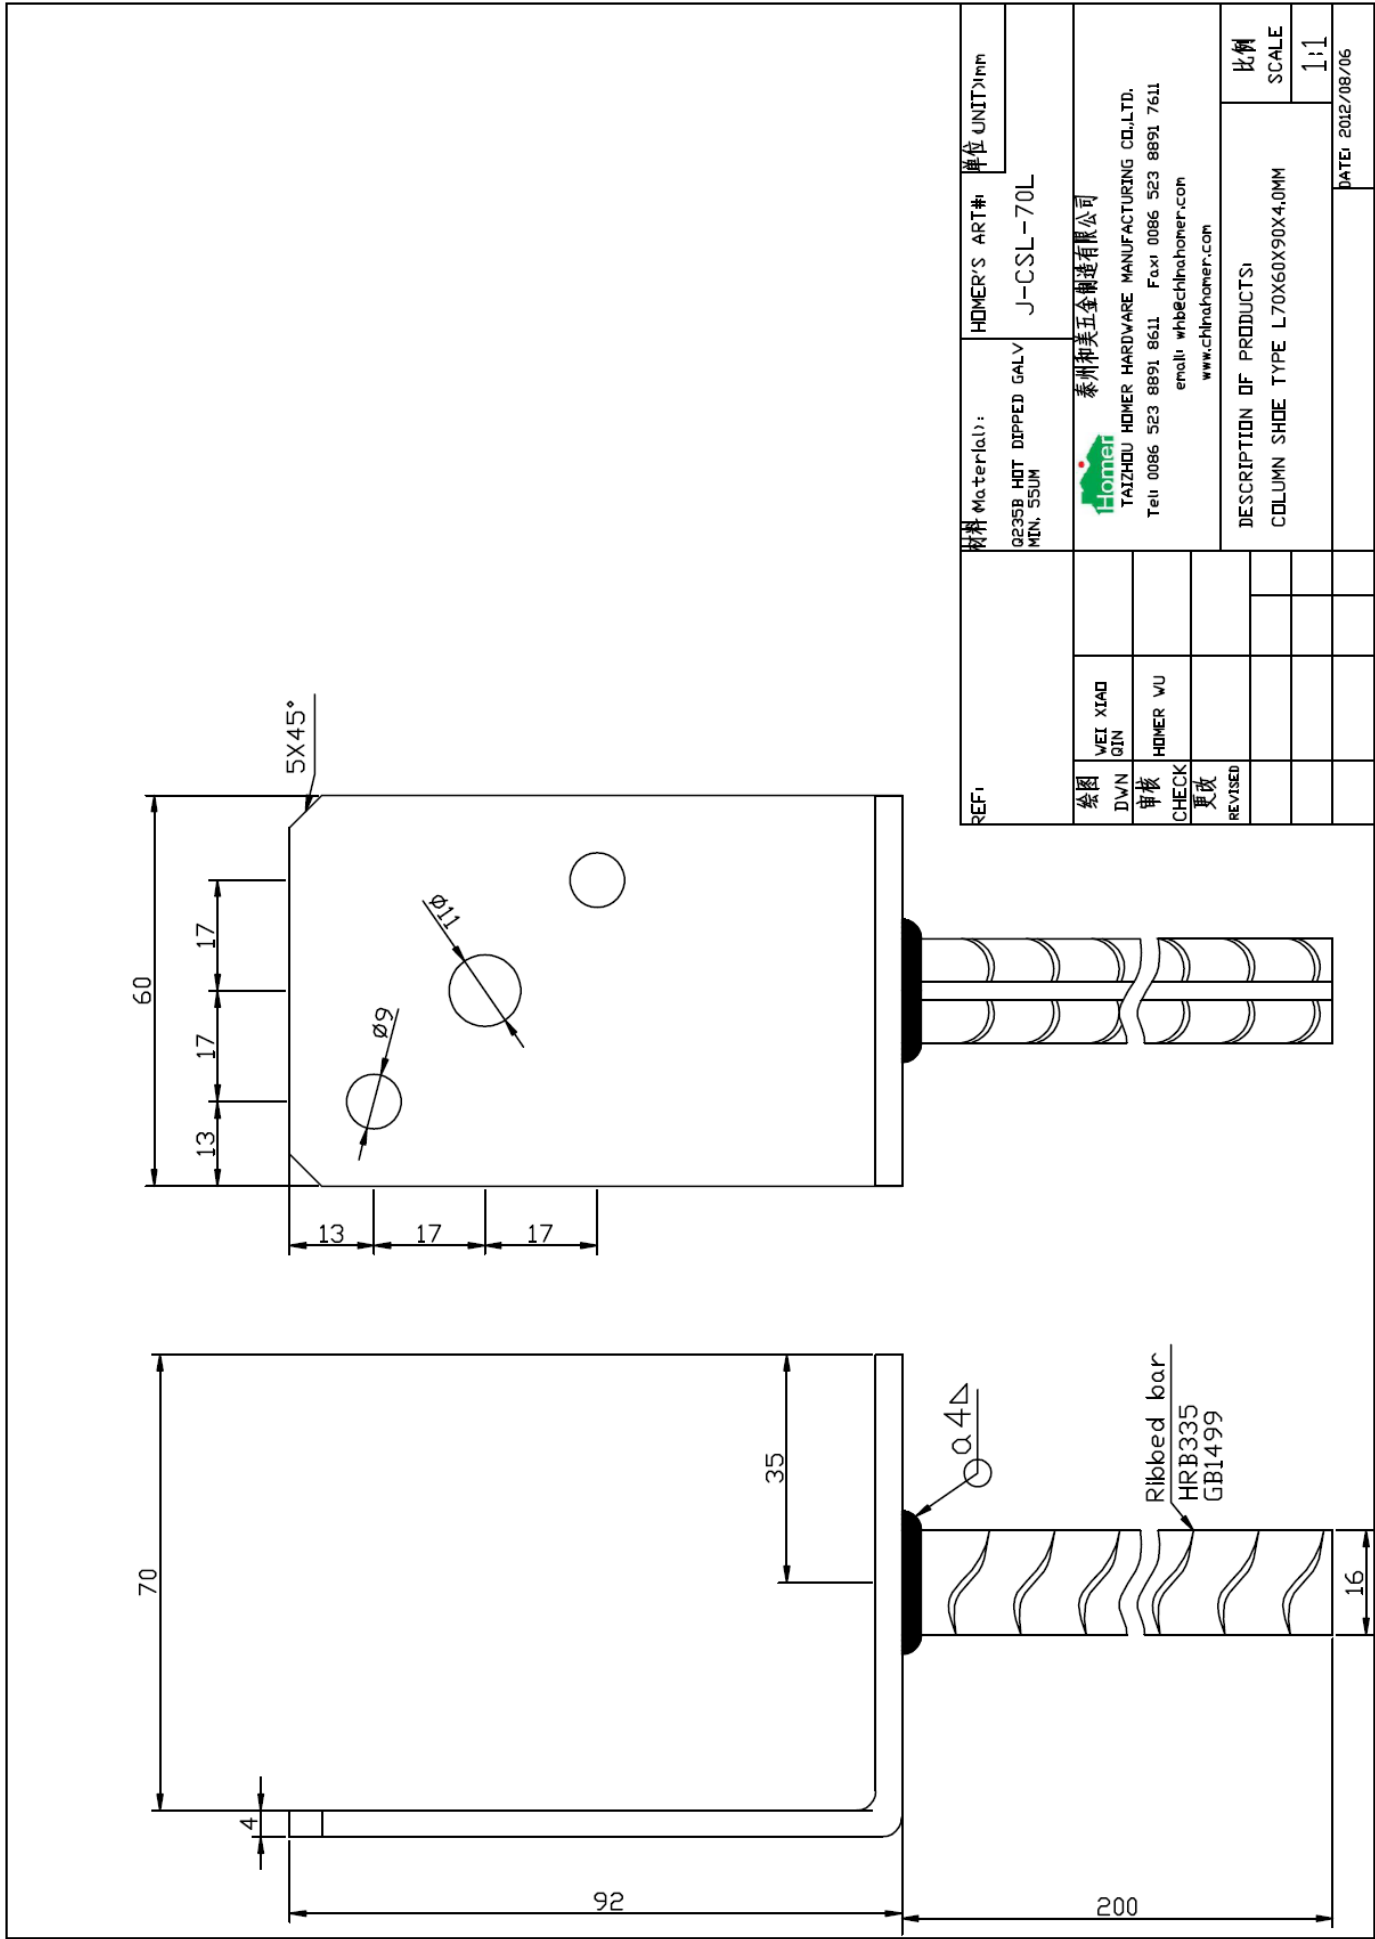 70
4
92
35
a 4
Ribbed bar
HRB335
GB1499
16
200
60
13
17
17
5X45°
Ø9
Ø11
13
17
17
REF:
材料(Material):
Q235B HOT DIPPED GALV
MIN. 55UM
HOMER'S ART#:
J-CSL-70L
单位(UNIT):mm
绘图
DWN
WEI XIAO
QIN
审核
CHECK
HOMER WU
更改
REVISED
泰州和美五金制造有限公司
Homer
TAIZHOU HOMER HARDWARE MANUFACTURING CO.,LTD.
Tel: 0086 523 8891 8611 Fax: 0086 523 8891 7611
email: whb@chinahomer.com
www.chinahomer.com
DESCRIPTION OF PRODUCTS:
COLUMN SHOE TYPE L70X60X90X4.0MM
比例
SCALE
1:1
DATE: 2012/08/06